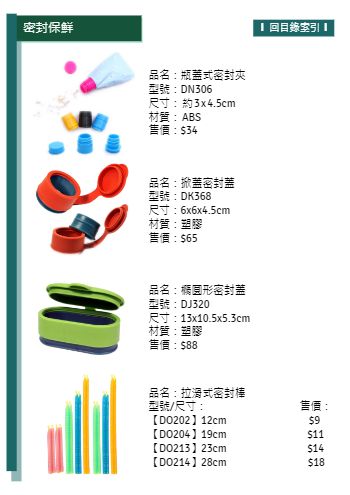 密封保鮮
回目錄索引
品名：瓶蓋式密封夾
型號：DN306
尺寸：約3x4.5cm
材質：ABS
售價：$34
品名：掀蓋密封蓋
型號：DK368
尺寸：6x6x4.5cm
材質：塑膠
售價：$65
品名：橢圓形密封蓋
型號：DJ320
尺寸：13x10.5x5.3cm
材質：塑膠
售價：$88
品名：拉滑式密封棒
型號/尺寸： 售價：
【DO202】12cm $9
【DO204】19cm $11
【DO213】23cm $14
【DO214】28cm $18